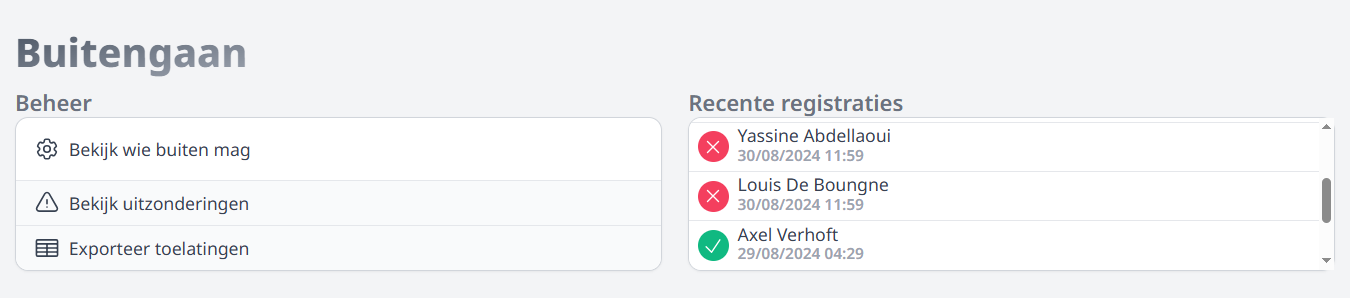 Buitengaan
Beheer
Bekijk wie buiten mag
Bekijk uitzonderingen
Exporteer toelatingen
Recente registraties
Yassine Abdellaoui
30/08/2024 11:59
Louis De Boungne
30/08/2024 11:59
Axel Verhoft
29/08/2024 04:29